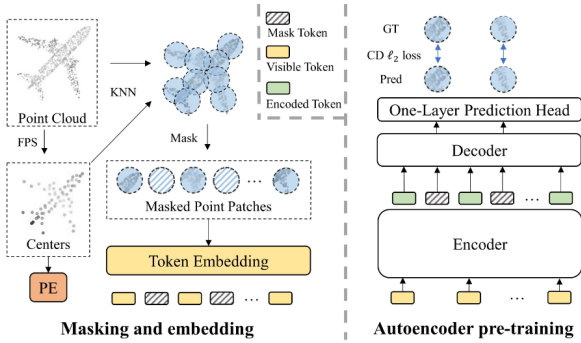 Point Cloud
KNN
FPS
Centers
PE
Mask
Masked Point Patches
Token Embedding
Masking and embedding
Mask Token
Visible Token
Encoded Token
GT
CD ℓ₂ loss
Pred
One-Layer Prediction Head
Decoder
...
Encoder
...
Autoencoder pre-training